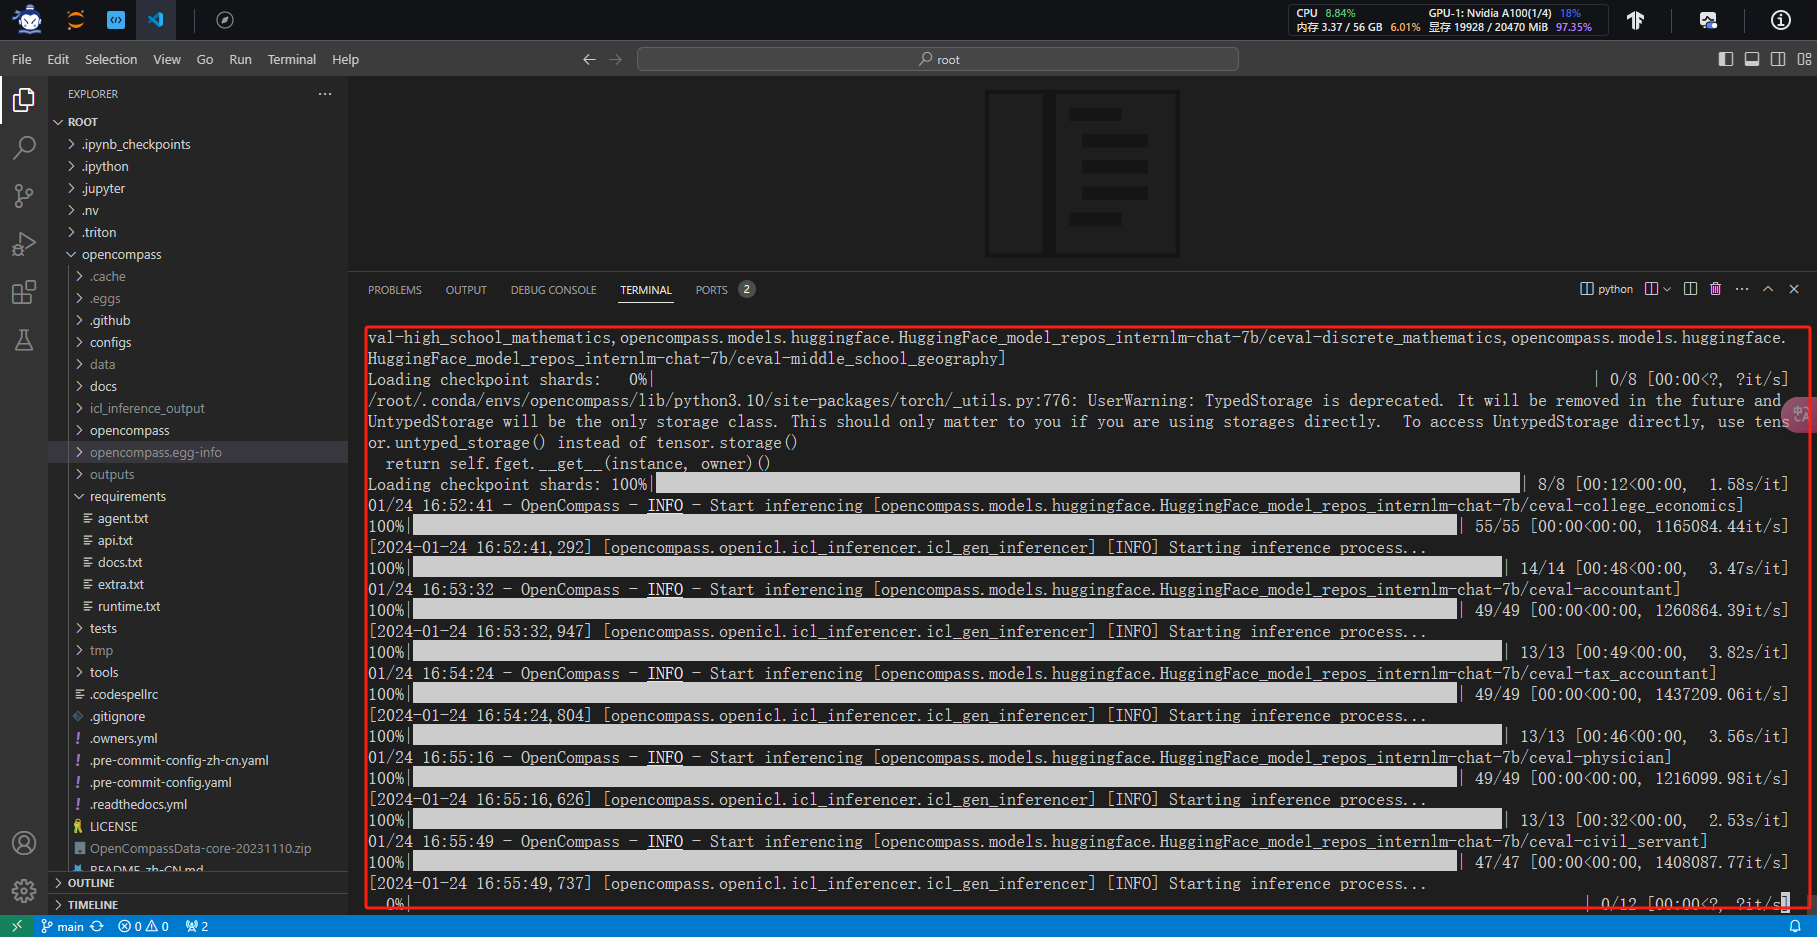 CPU 8.84% GPU-1: Nvidia A100(1/4) 18%
内存 3.37 / 56 GB 6.01% 显存 19928 / 20470 MiB 97.35%
File Edit Selection View Go Run Terminal Help
root
EXPLORER
ROOT
.ipynb_checkpoints
.ipython
.jupyter
.nv
.triton
opencompass
.cache
.eggs
.github
configs
data
docs
icl_inference_output
opencompass
opencompass.egg-info
outputs
requirements
agent.txt
api.txt
docs.txt
extra.txt
runtime.txt
tests
tmp
tools
.codespellrc
.gitignore
.owners.yml
.pre-commit-config-zh-cn.yaml
.pre-commit-config.yaml
.readthedocs.yml
LICENSE
OpenCompassData-core-20231110.zip
README_zh-CN.md
OUTLINE
TIMELINE
PROBLEMS OUTPUT DEBUG CONSOLE TERMINAL PORTS 2
python
val-high_school_mathematics,opencompass.models.huggingface.HuggingFace_model_repos_internlm-chat-7b/ceval-discrete_mathematics,opencompass.models.huggingface.
HuggingFace_model_repos_internlm-chat-7b/ceval-middle_school_geography]
Loading checkpoint shards:   0%| | 0/8 [00:00<?, ?it/s]
/root/.conda/envs/opencompass/lib/python3.10/site-packages/torch/_utils.py:776: UserWarning: TypedStorage is deprecated. It will be removed in the future and
UntypedStorage will be the only storage class. This should only matter to you if you are using storages directly.  To access UntypedStorage directly, use tens
or.untyped_storage() instead of tensor.storage()
return self.fget.__get__(instance, owner)()
Loading checkpoint shards: 100%| | 8/8 [00:12<00:00,  1.58s/it]
01/24 16:52:41 - OpenCompass - INFO - Start inferencing [opencompass.models.huggingface.HuggingFace_model_repos_internlm-chat-7b/ceval-college_economics]
100%| | 55/55 [00:00<00:00, 1165084.44it/s]
[2024-01-24 16:52:41,292] [opencompass.openicl.icl_inferencer.icl_gen_inferencer] [INFO] Starting inference process...
100%| | 14/14 [00:48<00:00,  3.47s/it]
01/24 16:53:32 - OpenCompass - INFO - Start inferencing [opencompass.models.huggingface.HuggingFace_model_repos_internlm-chat-7b/ceval-accountant]
100%| | 49/49 [00:00<00:00, 1260864.39it/s]
[2024-01-24 16:53:32,947] [opencompass.openicl.icl_inferencer.icl_gen_inferencer] [INFO] Starting inference process...
100%| | 13/13 [00:49<00:00,  3.82s/it]
01/24 16:54:24 - OpenCompass - INFO - Start inferencing [opencompass.models.huggingface.HuggingFace_model_repos_internlm-chat-7b/ceval-tax_accountant]
100%| | 49/49 [00:00<00:00, 1437209.06it/s]
[2024-01-24 16:54:24,804] [opencompass.openicl.icl_inferencer.icl_gen_inferencer] [INFO] Starting inference process...
100%| | 13/13 [00:46<00:00,  3.56s/it]
01/24 16:55:16 - OpenCompass - INFO - Start inferencing [opencompass.models.huggingface.HuggingFace_model_repos_internlm-chat-7b/ceval-physician]
100%| | 49/49 [00:00<00:00, 1216099.98it/s]
[2024-01-24 16:55:16,626] [opencompass.openicl.icl_inferencer.icl_gen_inferencer] [INFO] Starting inference process...
100%| | 13/13 [00:32<00:00,  2.53s/it]
01/24 16:55:49 - OpenCompass - INFO - Start inferencing [opencompass.models.huggingface.HuggingFace_model_repos_internlm-chat-7b/ceval-civil_servant]
100%| | 47/47 [00:00<00:00, 1408087.77it/s]
[2024-01-24 16:55:49,737] [opencompass.openicl.icl_inferencer.icl_gen_inferencer] [INFO] Starting inference process...
0%| | 0/12 [00:00<?, ?it/s]
main 0 0 2